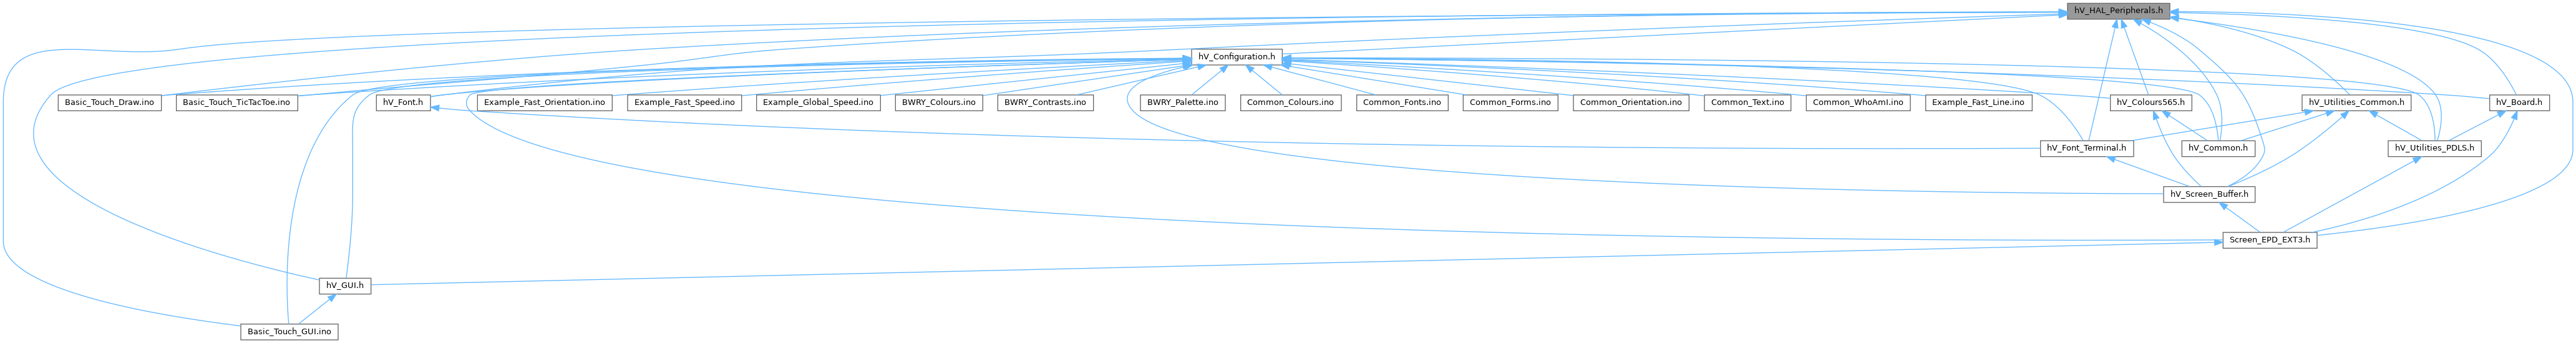 hV_HAL_Peripherals.h
hV_Configuration.h
Basic_Touch_Draw.ino
Basic_Touch_TicTacToe.ino
hV_Font.h
Example_Fast_Orientation.ino
Example_Fast_Speed.ino
Example_Global_Speed.ino
BWRY_Colours.ino
BWRY_Contrasts.ino
BWRY_Palette.ino
Common_Colours.ino
Common_Fonts.ino
Common_Forms.ino
Common_Orientation.ino
Common_Text.ino
Common_WhoAmI.ino
Example_Fast_Line.ino
hV_Colours565.h
hV_Utilities_Common.h
hV_Board.h
hV_Font_Terminal.h
hV_Common.h
hV_Utilities_PDLS.h
hV_Screen_Buffer.h
Screen_EPD_EXT3.h
hV_GUI.h
Basic_Touch_GUI.ino